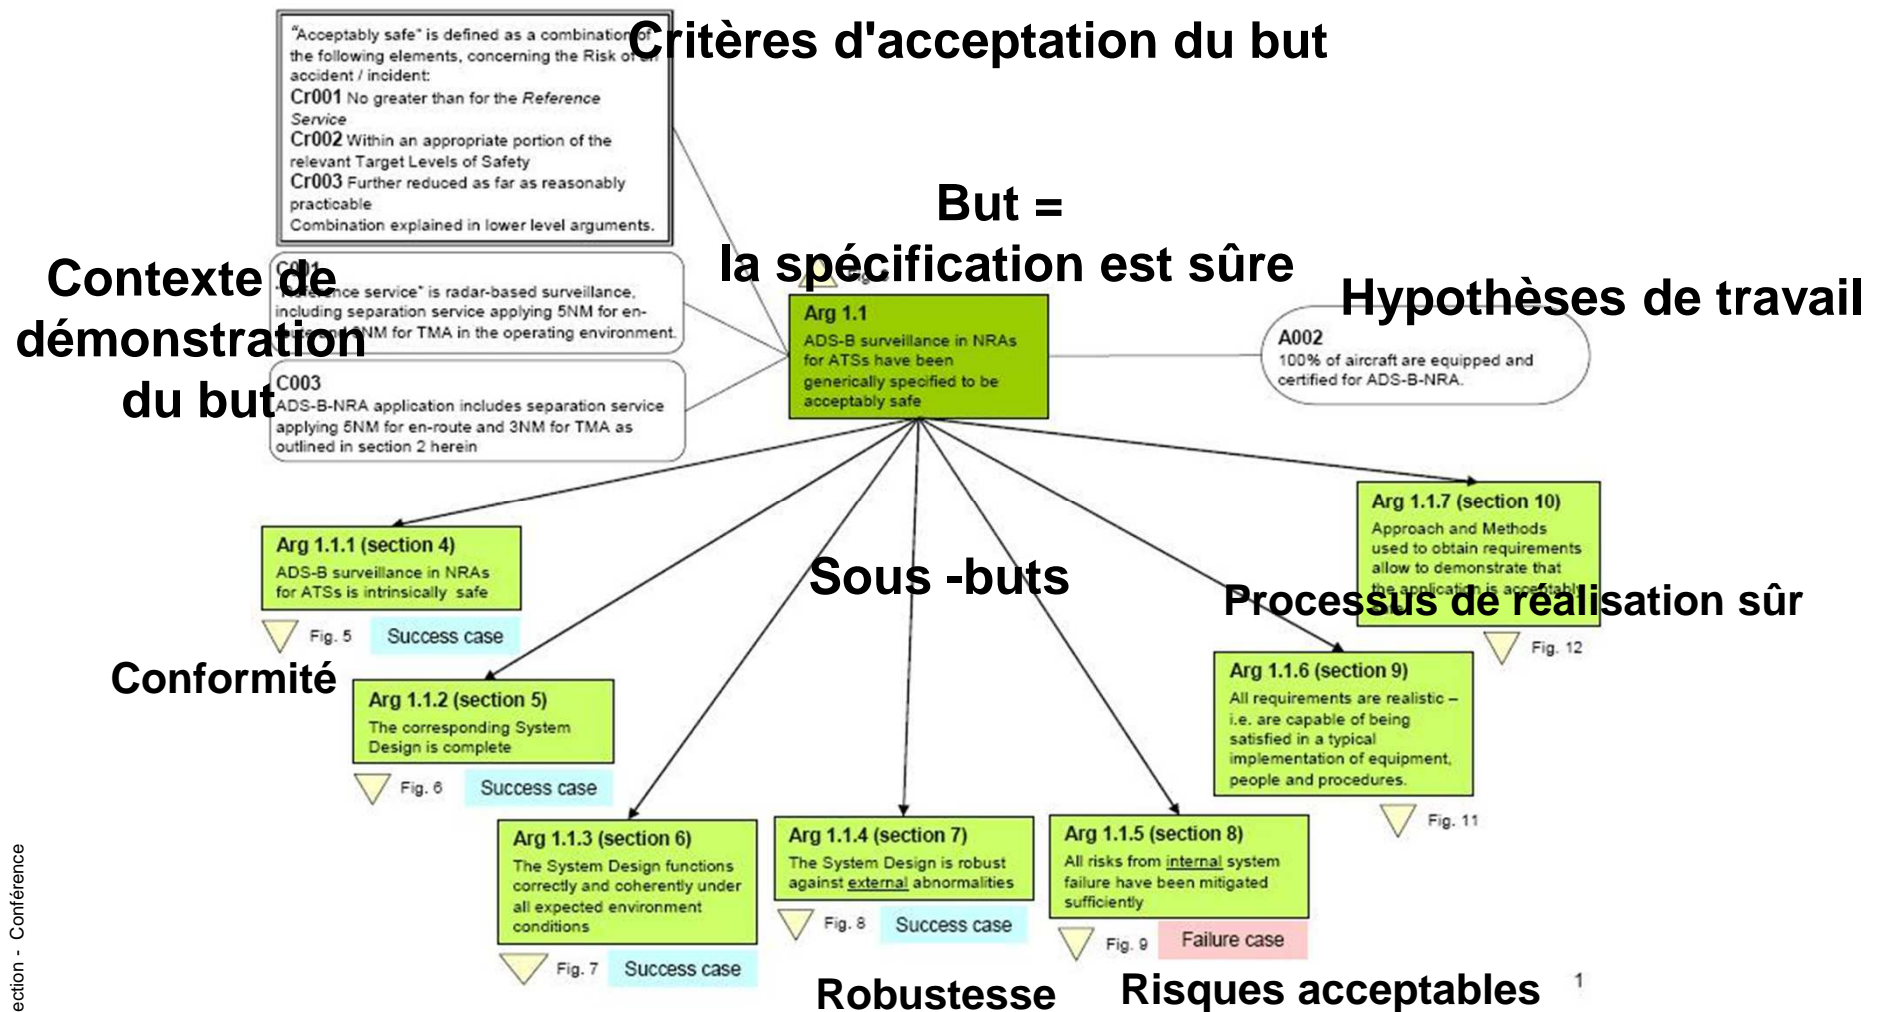 Critères d'acceptation du but
"Acceptably safe" is defined as a combination of
the following elements, concerning the Risk of an
accident / incident:
Cr001 No greater than for the Reference
Service
Cr002 Within an appropriate portion of the
relevant Target Levels of Safety
Cr003 Further reduced as far as reasonably
practicable
Combination explained in lower level arguments.
But =
la spécification est sûre
Contexte de
démonstration
du but
C001
"Reference service" is radar-based surveillance,
including separation service applying 5NM for en-
route and 3NM for TMA in the operating environment.
C003
ADS-B-NRA application includes separation service
applying 5NM for en-route and 3NM for TMA as
outlined in section 2 herein
Arg 1.1
ADS-B surveillance in NRAs
for ATSs have been
generically specified to be
acceptably safe
Hypothèses de travail
A002
100% of aircraft are equipped and
certified for ADS-B-NRA.
Sous -buts
Arg 1.1.1 (section 4)
ADS-B surveillance in NRAs
for ATSs is intrinsically safe
Fig. 5 Success case
Conformité
Arg 1.1.2 (section 5)
The corresponding System
Design is complete
Fig. 6 Success case
Arg 1.1.3 (section 6)
The System Design functions
correctly and coherently under
all expected environment
conditions
Fig. 7 Success case
Arg 1.1.4 (section 7)
The System Design is robust
against external abnormalities
Fig. 8 Success case
Robustesse
Arg 1.1.5 (section 8)
All risks from internal system
failure have been mitigated
sufficiently
Fig. 9 Failure case
Risques acceptables
Arg 1.1.6 (section 9)
All requirements are realistic –
i.e. are capable of being
satisfied in a typical
implementation of equipment,
people and procedures.
Fig. 11
Arg 1.1.7 (section 10)
Approach and Methods
used to obtain requirements
allow to demonstrate that
the application is acceptably
Processus de réalisation sûr
Fig. 12
1
ection - Conférence